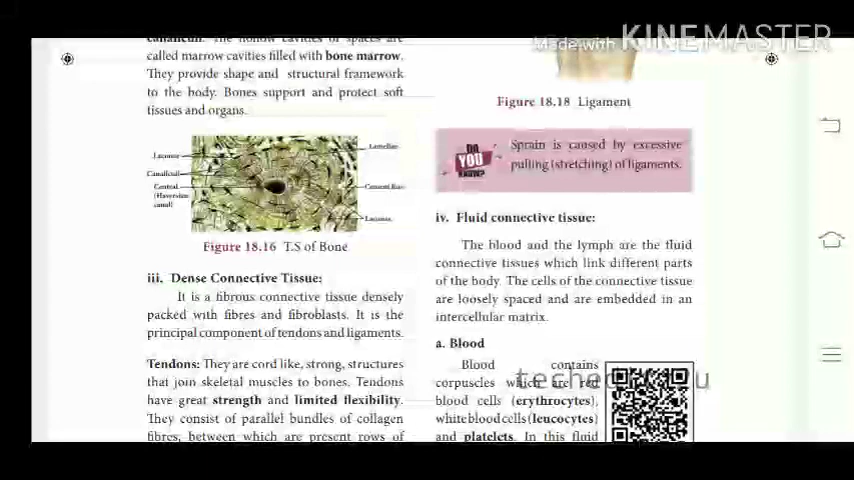 canaliculi. The hollow cavities or spaces are
called marrow cavities filled with bone marrow.
They provide shape and structural framework
to the body. Bones support and protect soft
tissues and organs.
Lacunae
Canaliculi
Central
(Haversian
canal)
Lamellae
Lacunae
Figure 18.16 T.S of Bone
iii. Dense Connective Tissue:
It is a fibrous connective tissue densely
packed with fibres and fibroblasts. It is the
principal component of tendons and ligaments.
Tendons: They are cord like, strong, structures
that join skeletal muscles to bones. Tendons
have great strength and limited flexibility.
They consist of parallel bundles of collagen
fibres, between which are present rows of
Made with KINEMASTER
Figure 18.18 Ligament
DO
YOU
KNOW?
Sprain is caused by excessive
pulling (stretching) of ligaments.
iv. Fluid connective tissue:
The blood and the lymph are the fluid
connective tissues which link different parts
of the body. The cells of the connective tissue
are loosely spaced and are embedded in an
intercellular matrix.
a. Blood
Blood contains
corpuscles which are red
blood cells (erythrocytes),
white blood cells (leucocytes)
and platelets. In this fluid